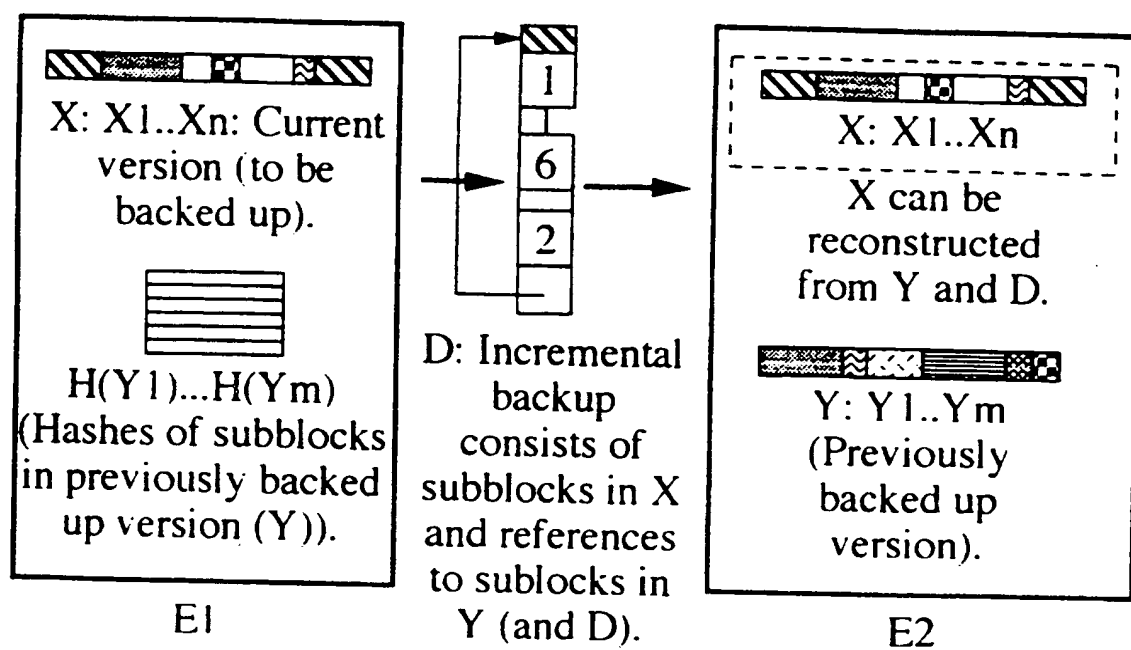 X: X1..Xn: Current
version (to be
backed up).
H(Y1)...H(Ym)
(Hashes of subblocks
in previously backed
up version (Y)).
E1
1
6
2
D: Incremental
backup
consists of
subblocks in X
and references
to sublocks in
Y (and D).
X: X1..Xn
X can be
reconstructed
from Y and D.
Y: Y1..Ym
(Previously
backed up
version).
E2